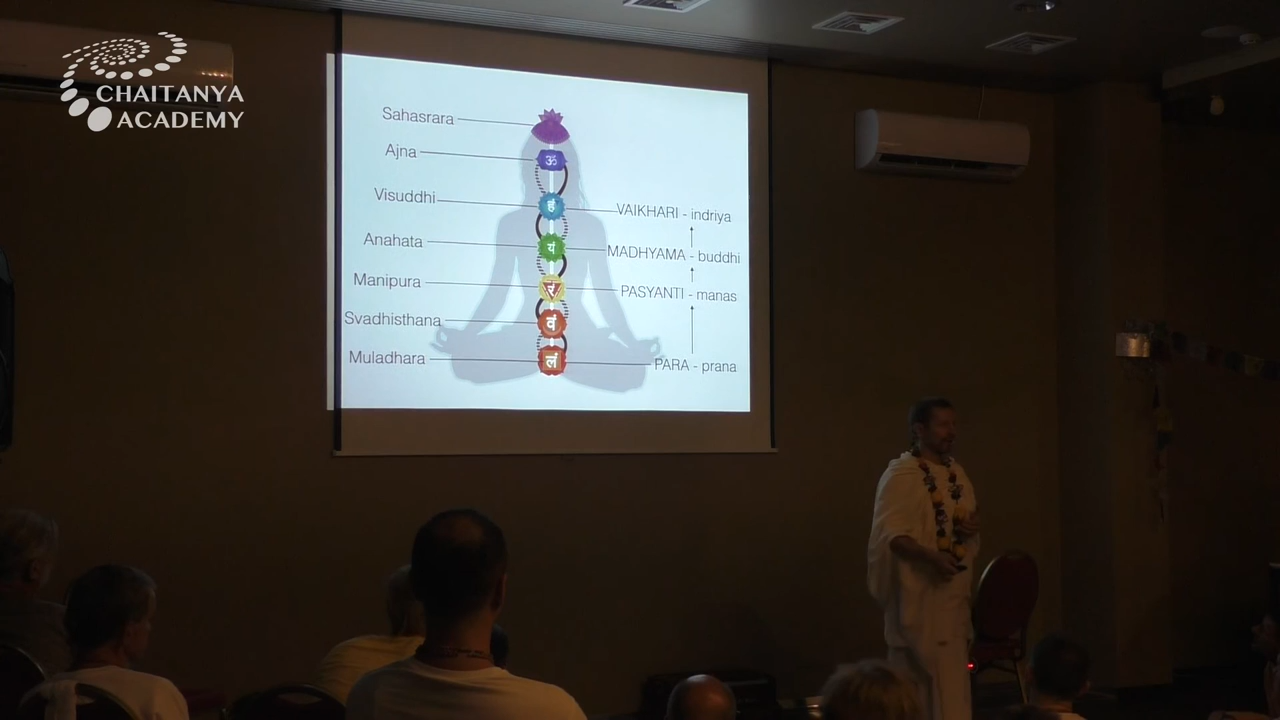 CHAITANYA
ACADEMY
Sahasrara
Ajna
ॐ
Visuddhi
हं
VAIKHARI - indriya
Anahata
यं
MADHYAMA - buddhi
Manipura
रं
PASYANTI - manas
Svadhisthana
वं
Muladhara
लं
PARA - prana